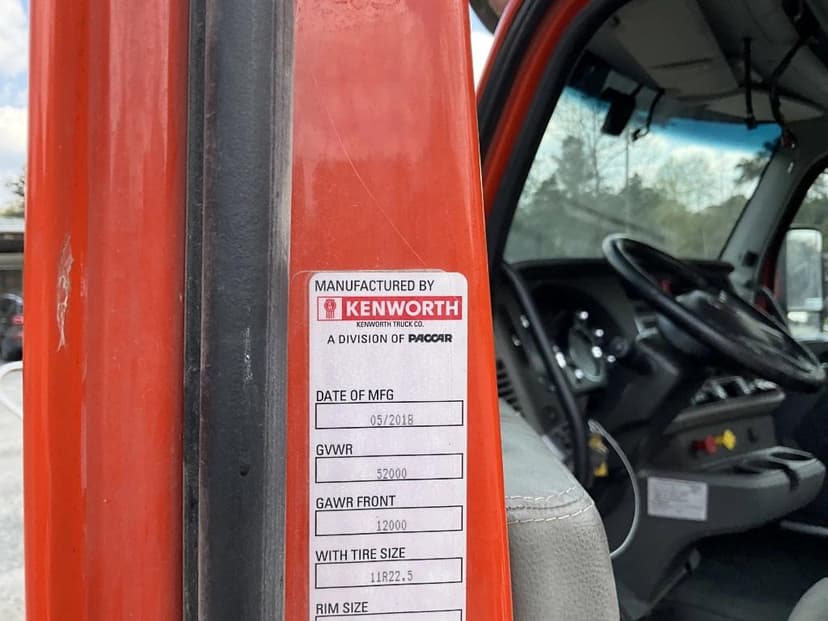 MANUFACTURED BY
KENWORTH
KENWORTH TRUCK CO.
A DIVISION OF PACCAR
DATE OF MFG
05/2018
GVWR
52000
GAWR FRONT
12000
WITH TIRE SIZE
11R22.5
RIM SIZE